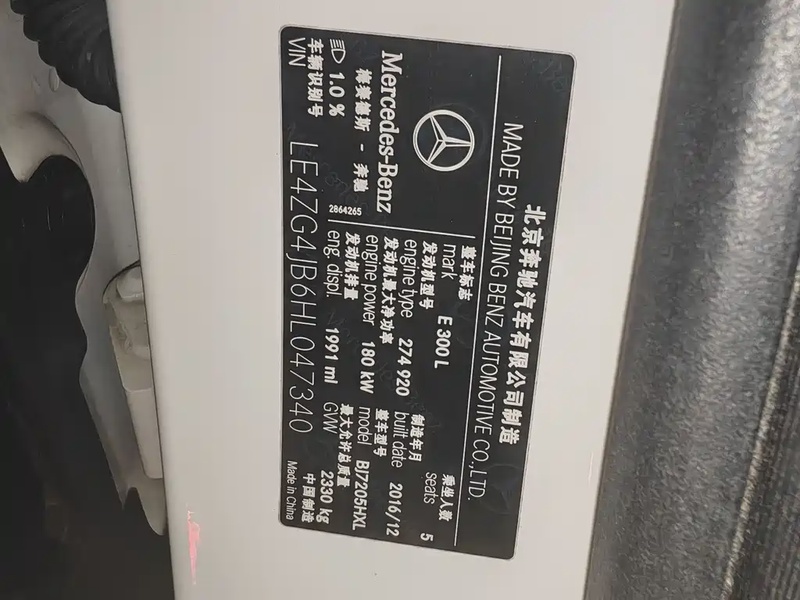 北京奔驰汽车有限公司制造
MADE BY BEIJING BENZ AUTOMOTIVE CO.,LTD.
Mercedes-Benz
梅赛德斯 - 奔驰
1.0 %
2864265
整车标志
mark E 300 L
乘坐人数
seats 5
发动机型号
engine type 274 920
制造年月
built date 2016/12
发动机最大净功率
engine power 180 kW
整车型号
model BJ7205HXL
发动机排量
eng. displ. 1991 ml
最大允许总质量
GVW 2330 kg
车辆识别号
VIN LE4ZG4JB6HL047340
中国制造
Made in China